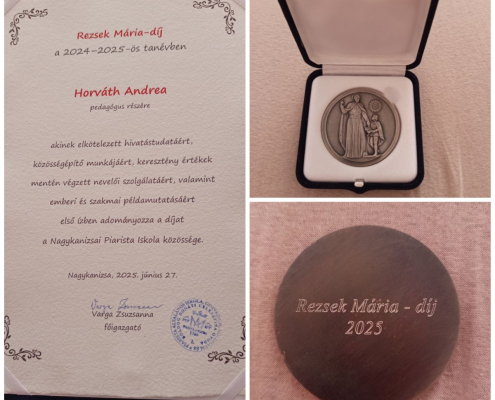 Rezsek Mária-díj
a 2024-2025-ös tanévben
Horváth Andrea
pedagógus részére
akinek elkötelezett hivatástudatáért,
közösségépítő munkájáért, keresztény értékek
mentén végzett nevelői szolgálatáért, valamint
emberi és szakmai példamutatásáért
első ízben adományozza a díjat
a Nagykanizsai Piarista Iskola közössége.
Nagykanizsa, 2025. június 27.
Varga Zsuzsanna
főigazgató
Rezsek Mária - díj
2025